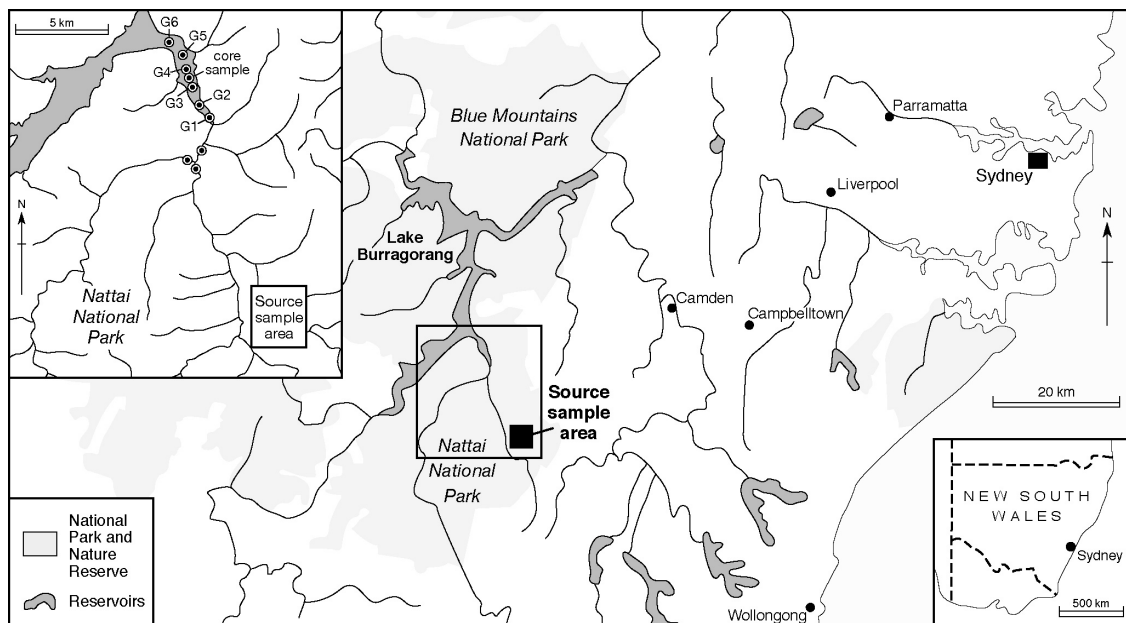 5 km
G6
G5
core
sample
G4
G3
G2
G1
N
Nattai
National
Park
Source
sample
area
Blue Mountains
National Park
Parramatta
Sydney
Liverpool
N
Lake
Burragorang
Camden
Campbelltown
20 km
Source
sample
area
Nattai
National
Park
National
Park and
Nature
Reserve
Reservoirs
Wollongong
NEW SOUTH
WALES
Sydney
500 km